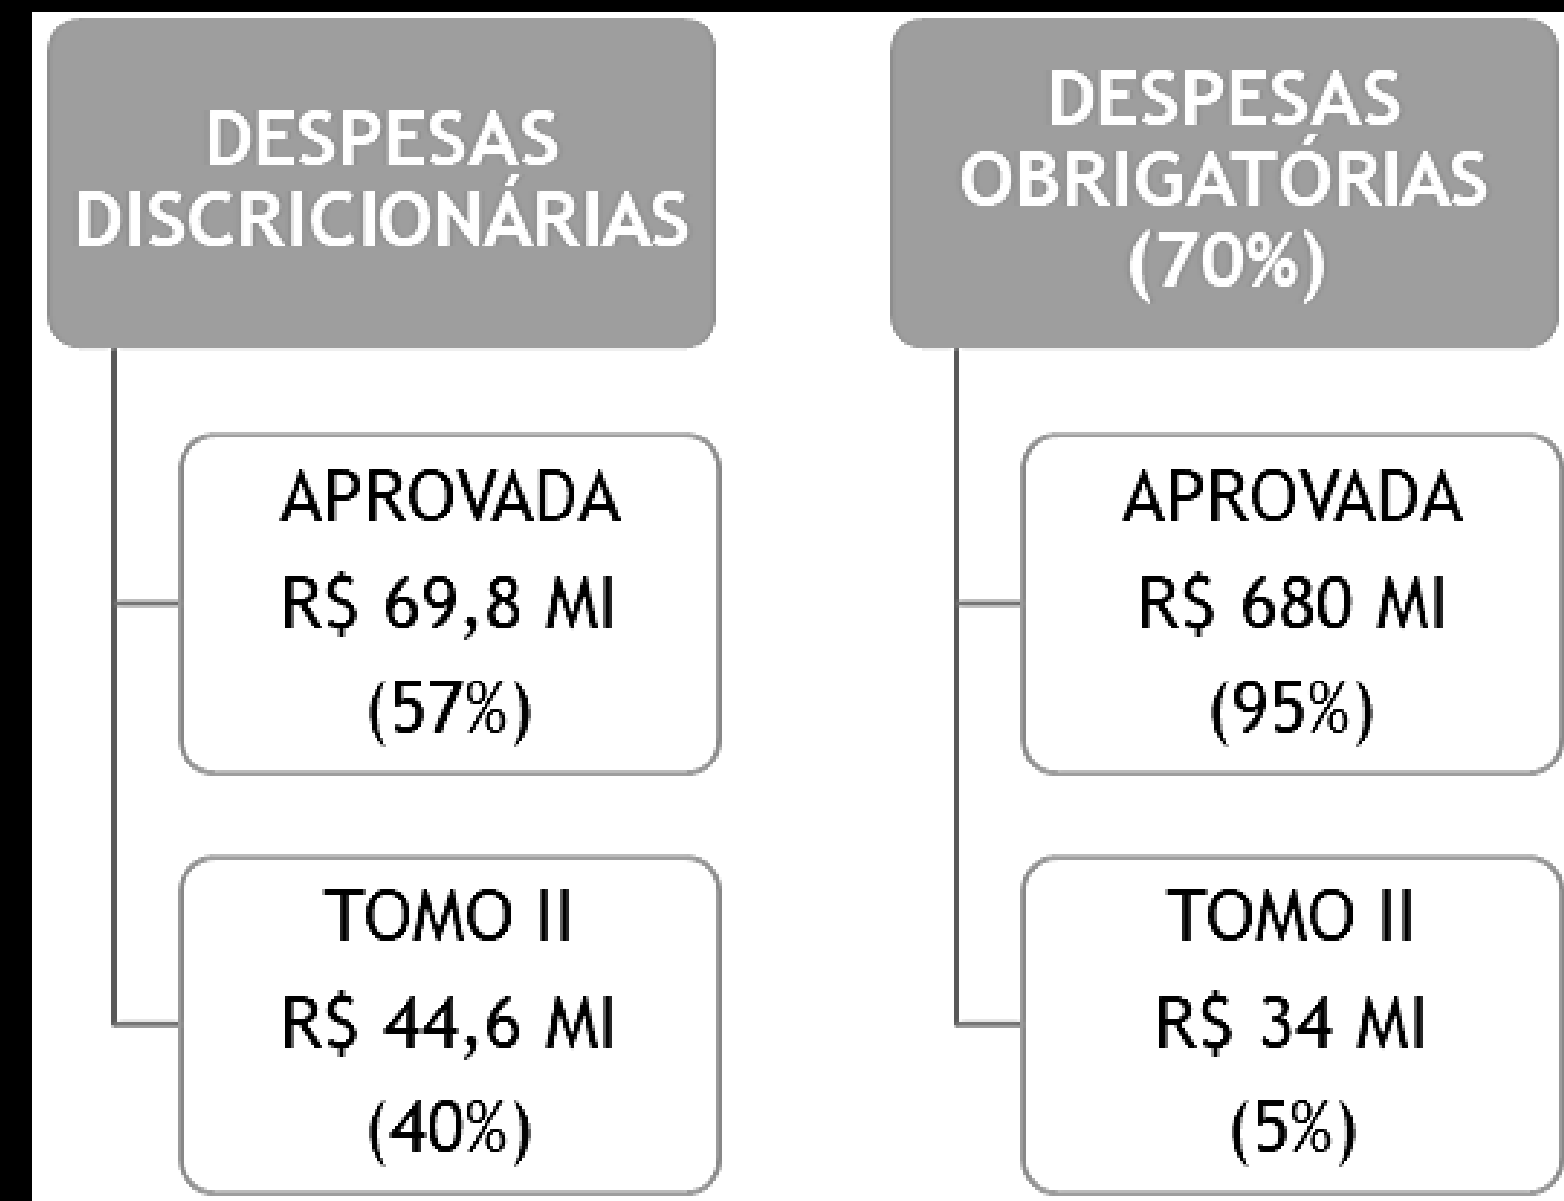 DESPESAS
DISCRICIONÁRIAS
APROVADA
R$ 69,8 MI
(57%)
TOMO II
R$ 44,6 MI
(40%)
DESPESAS
OBRIGATÓRIAS
(70%)
APROVADA
R$ 680 MI
(95%)
TOMO II
R$ 34 MI
(5%)